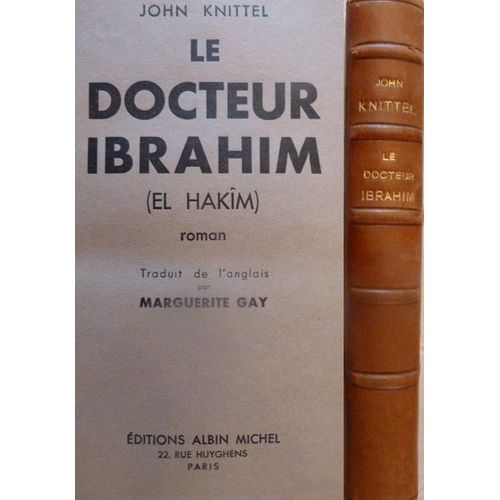 JOHN KNITTEL
LE
DOCTEUR
IBRAHIM
(EL HAKÎM)
roman
Traduit de l'anglais
par
MARGUERITE GAY
ÉDITIONS ALBIN MICHEL
22, RUE HUYGHENS
PARIS
JOHN
KNITTEL
LE
DOCTEUR
IBRAHIM